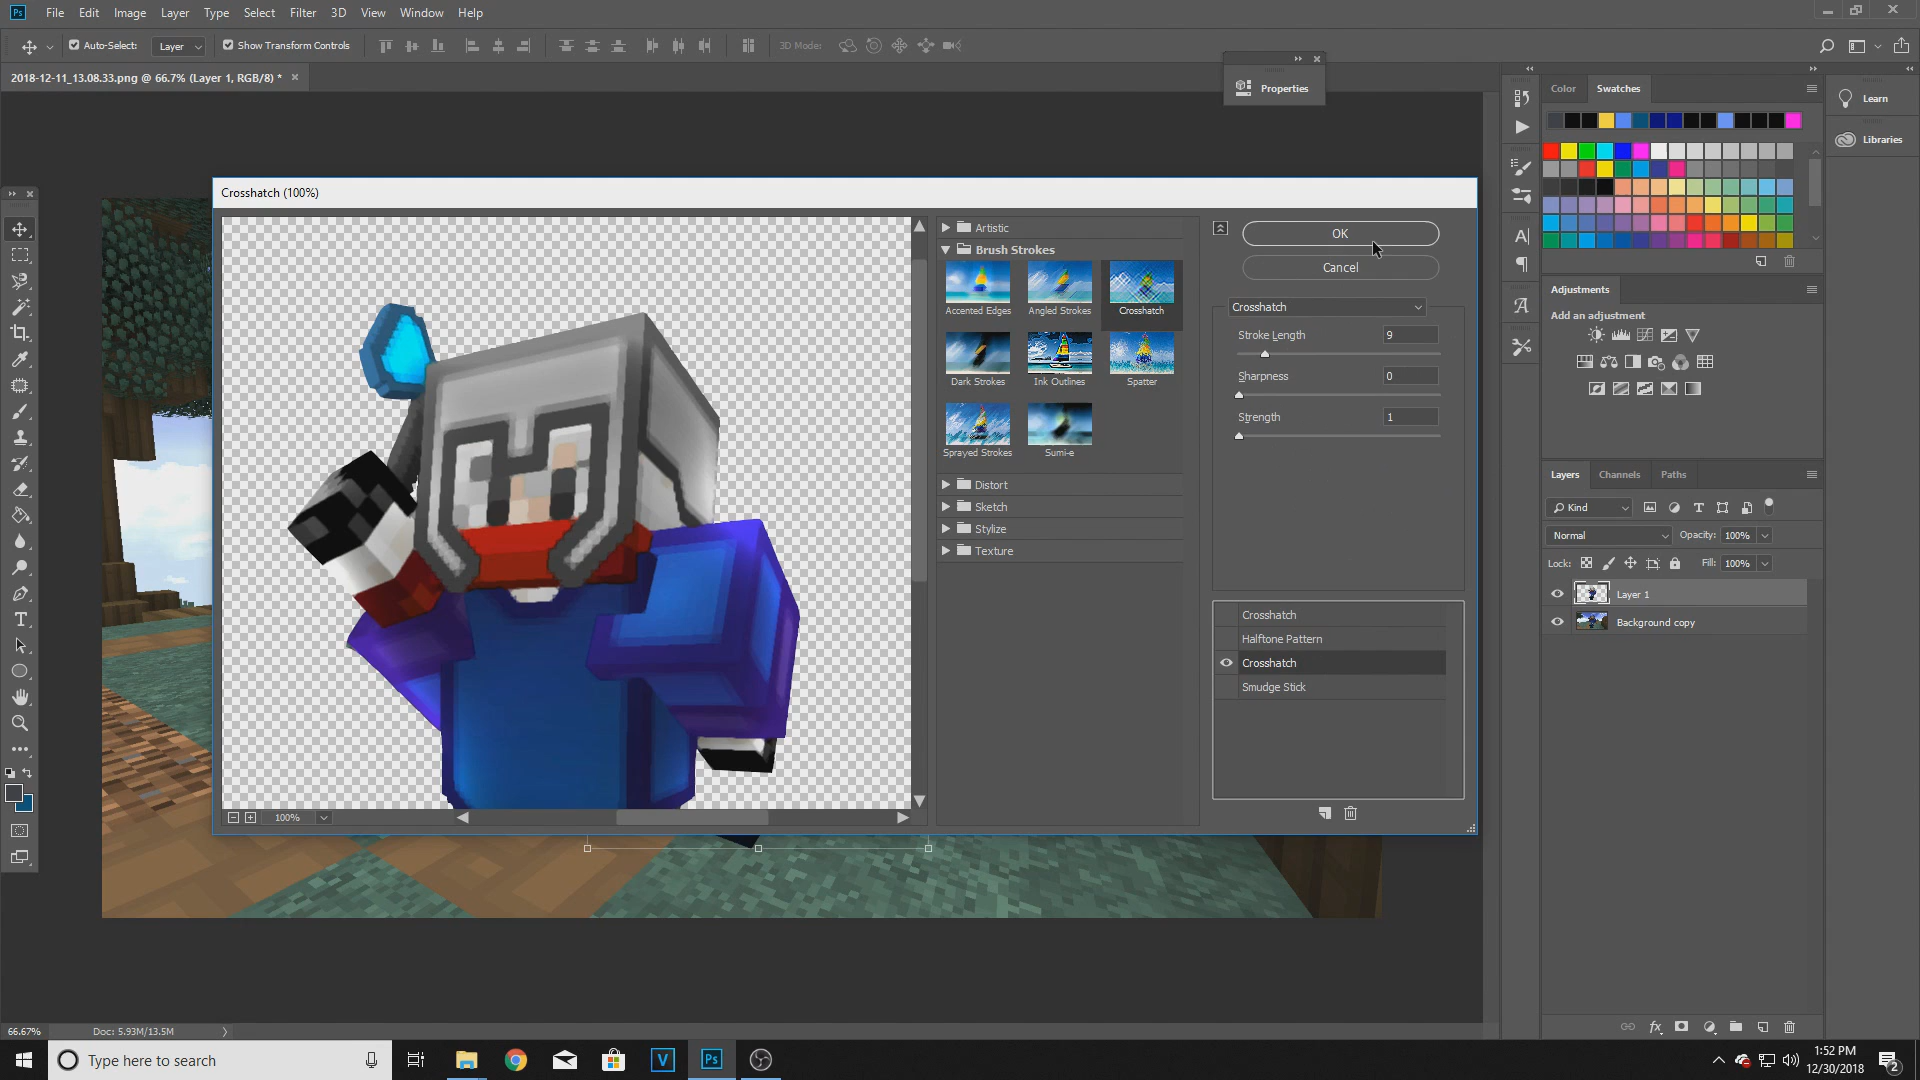 Ps File Edit Image Layer Type Select Filter 3D View Window Help
Auto-Select: Layer Show Transform Controls 3D Mode:
2018-12-11_13.08.33.png @ 66.7% (Layer 1, RGB/8) * ×
Properties
Color Swatches
Learn
Libraries
Crosshatch (100%)
Artistic
Brush Strokes
Accented Edges Angled Strokes Crosshatch
Dark Strokes Ink Outlines Spatter
Sprayed Strokes Sumi-e
Distort
Sketch
Stylize
Texture
OK
Cancel
Crosshatch
Stroke Length 9
Sharpness 0
Strength 1
Crosshatch
Halftone Pattern
Crosshatch
Smudge Stick
100%
Adjustments
Add an adjustment
Layers Channels Paths
Kind
Normal Opacity: 100%
Lock: Fill: 100%
Layer 1
Background copy
fx
66.67% Doc: 5.93M/13.5M
Type here to search
V Ps
1:52 PM
12/30/2018
2